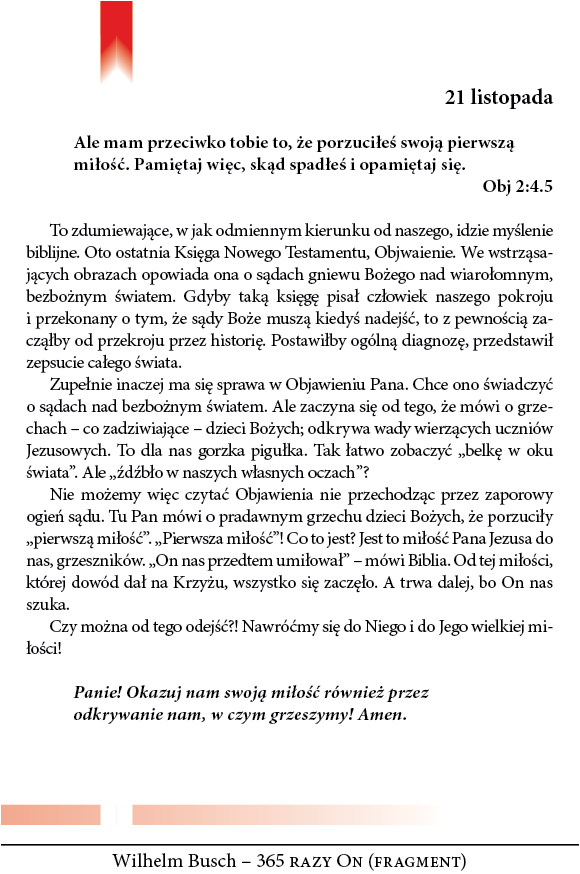 21 listopada
Ale mam przeciwko tobie to, że porzuciłeś swoją pierwszą
miłość. Pamiętaj więc, skąd spadłeś i opamiętaj się.
Obj 2:4.5
To zdumiewające, w jak odmiennym kierunku od naszego, idzie myślenie
biblijne. Oto ostatnia Księga Nowego Testamentu, Objwaienie. We wstrząsa-
jących obrazach opowiada ona o sądach gniewu Bożego nad wiarołomnym,
bezbożnym światem. Gdyby taką księgę pisał człowiek naszego pokroju
i przekonany o tym, że sądy Boże muszą kiedyś nadejść, to z pewnością za-
cząłby od przekroju przez historię. Postawiłby ogólną diagnozę, przedstawił
zepsucie całego świata.
Zupełnie inaczej ma się sprawa w Objawieniu Pana. Chce ono świadczyć
o sądach nad bezbożnym światem. Ale zaczyna się od tego, że mówi o grze-
chach – co zadziwiające – dzieci Bożych; odkrywa wady wierzących uczniów
Jezusowych. To dla nas gorzka pigułka. Tak łatwo zobaczyć „belkę w oku
świata”. Ale „źdźbło w naszych własnych oczach”?
Nie możemy więc czytać Objawienia nie przechodząc przez zaporowy
ogień sądu. Tu Pan mówi o pradawnym grzechu dzieci Bożych, że porzuciły
„pierwszą miłość”. „Pierwsza miłość”! Co to jest? Jest to miłość Pana Jezusa do
nas, grzeszników. „On nas przedtem umiłował” – mówi Biblia. Od tej miłości,
której dowód dał na Krzyżu, wszystko się zaczęło. A trwa dalej, bo On nas
szuka.
Czy można od tego odejść?! Nawróćmy się do Niego i do Jego wielkiej mi-
łości!
Panie! Okazuj nam swoją miłość również przez
odkrywanie nam, w czym grzeszymy! Amen.
Wilhelm Busch – 365 razy On (fragment)